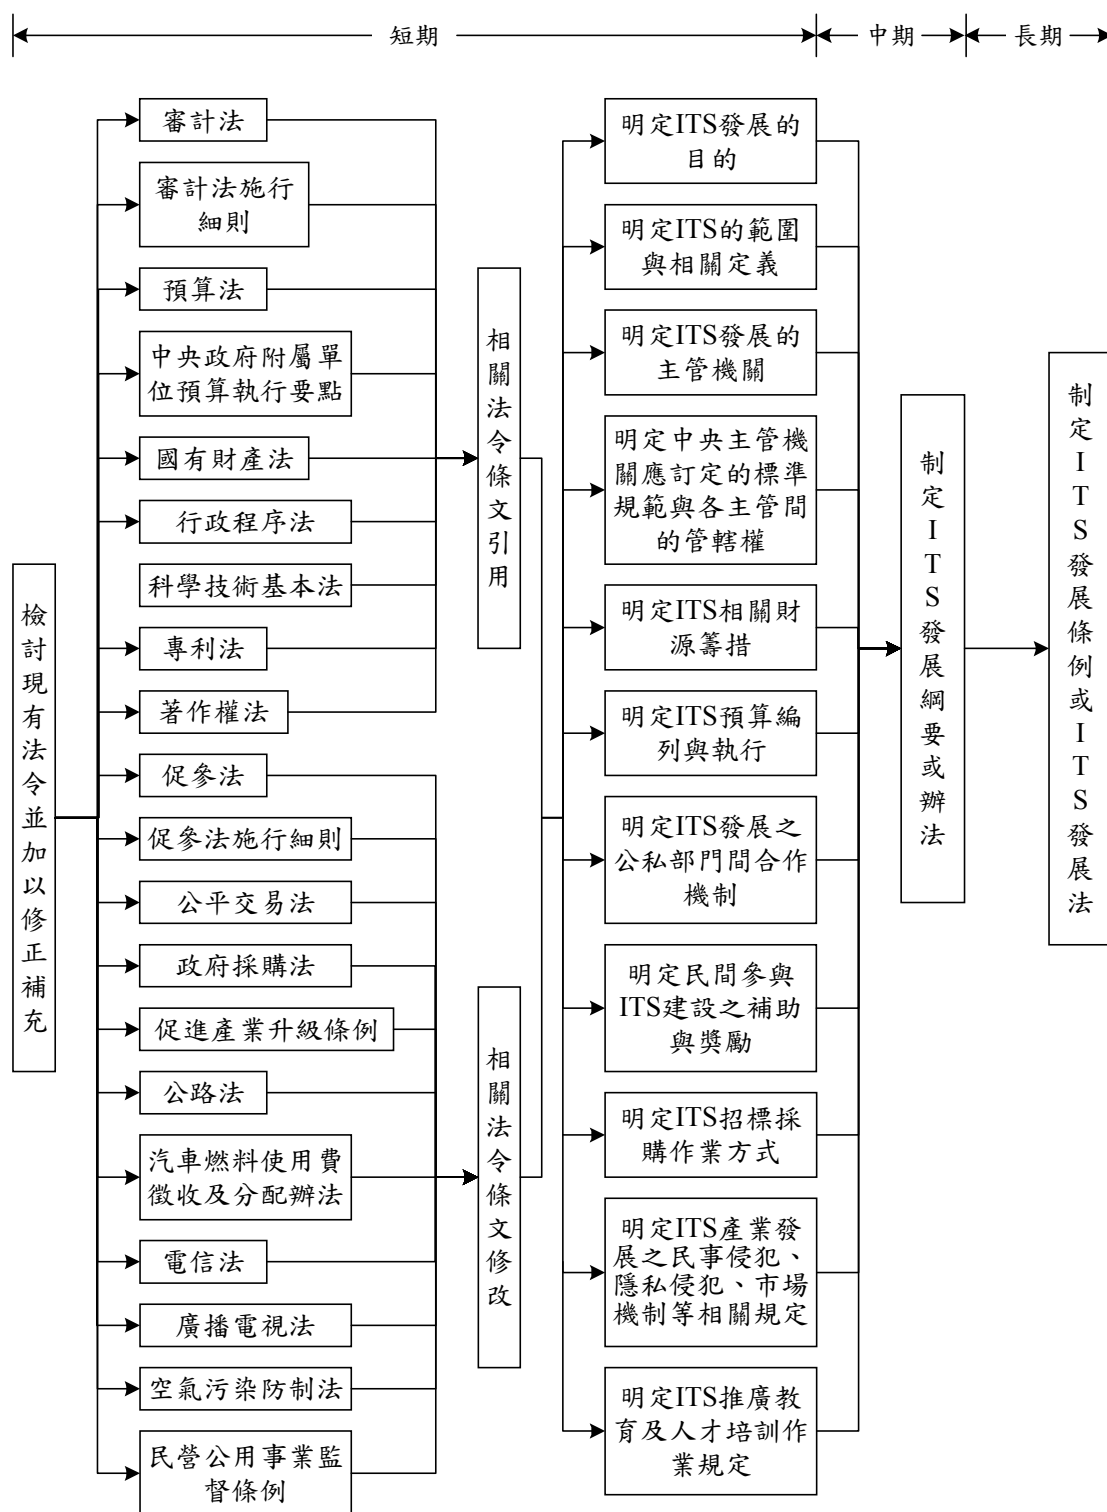 短期
中期
長期
檢討現有法令並加以修正補充
審計法
審計法施行
細則
預算法
中央政府附屬單
位預算執行要點
國有財產法
行政程序法
科學技術基本法
專利法
著作權法
促參法
促參法施行細則
公平交易法
政府採購法
促進產業升級條例
公路法
汽車燃料使用費
徵收及分配辦法
電信法
廣播電視法
空氣污染防制法
民營公用事業監
督條例
相關法令條文引用
相關法令條文修改
明定ITS發展的
目的
明定ITS的範圍
與相關定義
明定ITS發展的
主管機關
明定中央主管機
關應訂定的標準
規範與各主管間
的管轄權
明定ITS相關財
源籌措
明定ITS預算編
列與執行
明定ITS發展之
公私部門間合作
機制
明定民間參與
ITS建設之補助
與獎勵
明定ITS招標採
購作業方式
明定ITS產業發
展之民事侵犯、
隱私侵犯、市場
機制等相關規定
明定ITS推廣教
育及人才培訓作
業規定
制定ITS發展綱要或辦法
制定ITS發展條例或ITS發展法